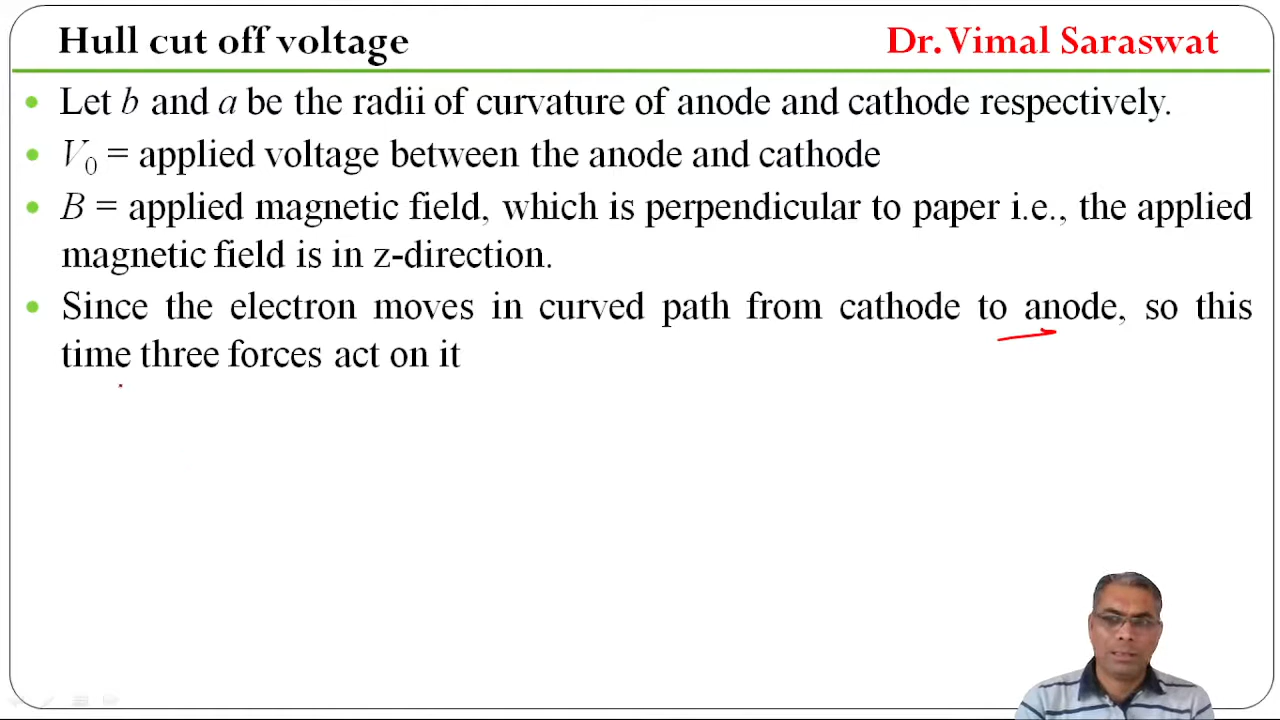 Hull cut off voltage
Dr. Vimal Saraswat
Let b and a be the radii of curvature of anode and cathode respectively.
V₀ = applied voltage between the anode and cathode
B = applied magnetic field, which is perpendicular to paper i.e., the applied
magnetic field is in z-direction.
Since the electron moves in curved path from cathode to anode, so this
time three forces act on it